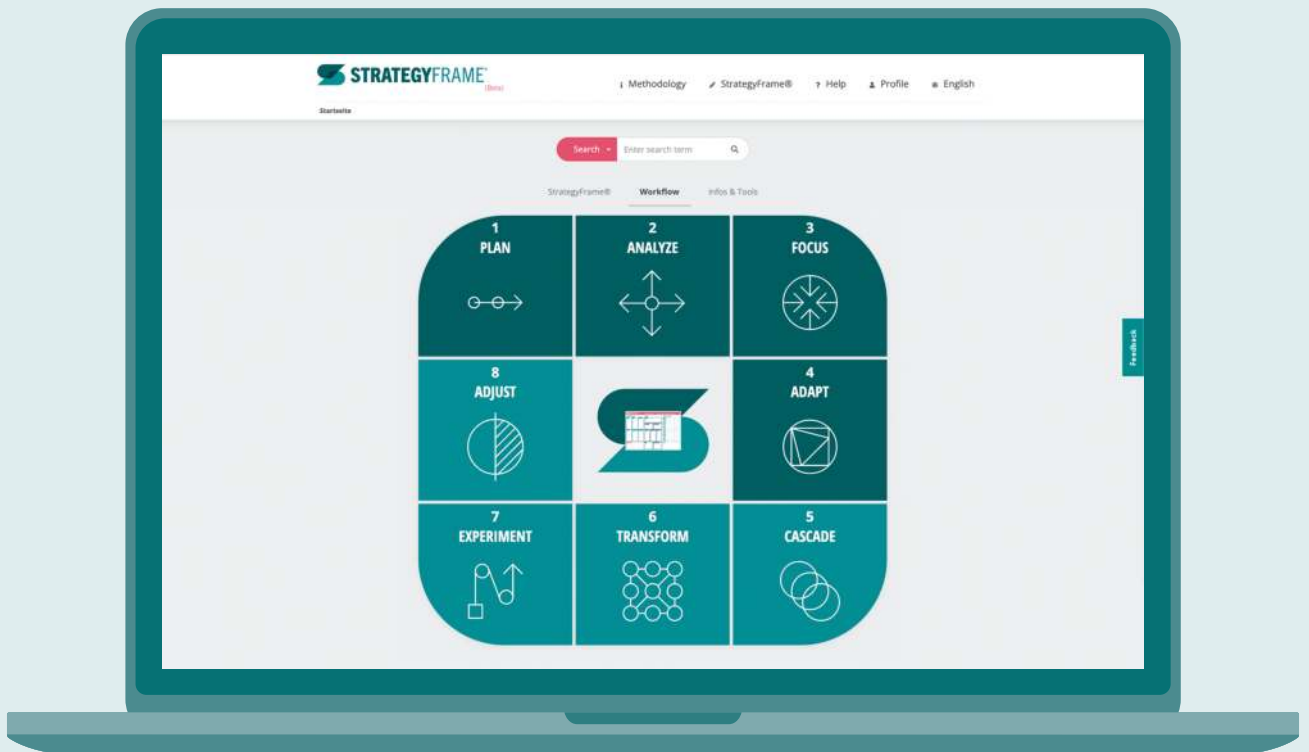 STRATEGYFRAME
(Beta)
Methodology
StrategyFrame®
? Help
Profile
English
Startseite
Search
Enter search term
StrategyFrame®
Workflow
Infos & Tools
1
PLAN
2
ANALYZE
3
FOCUS
8
ADJUST
4
ADAPT
7
EXPERIMENT
6
TRANSFORM
5
CASCADE
Feedback